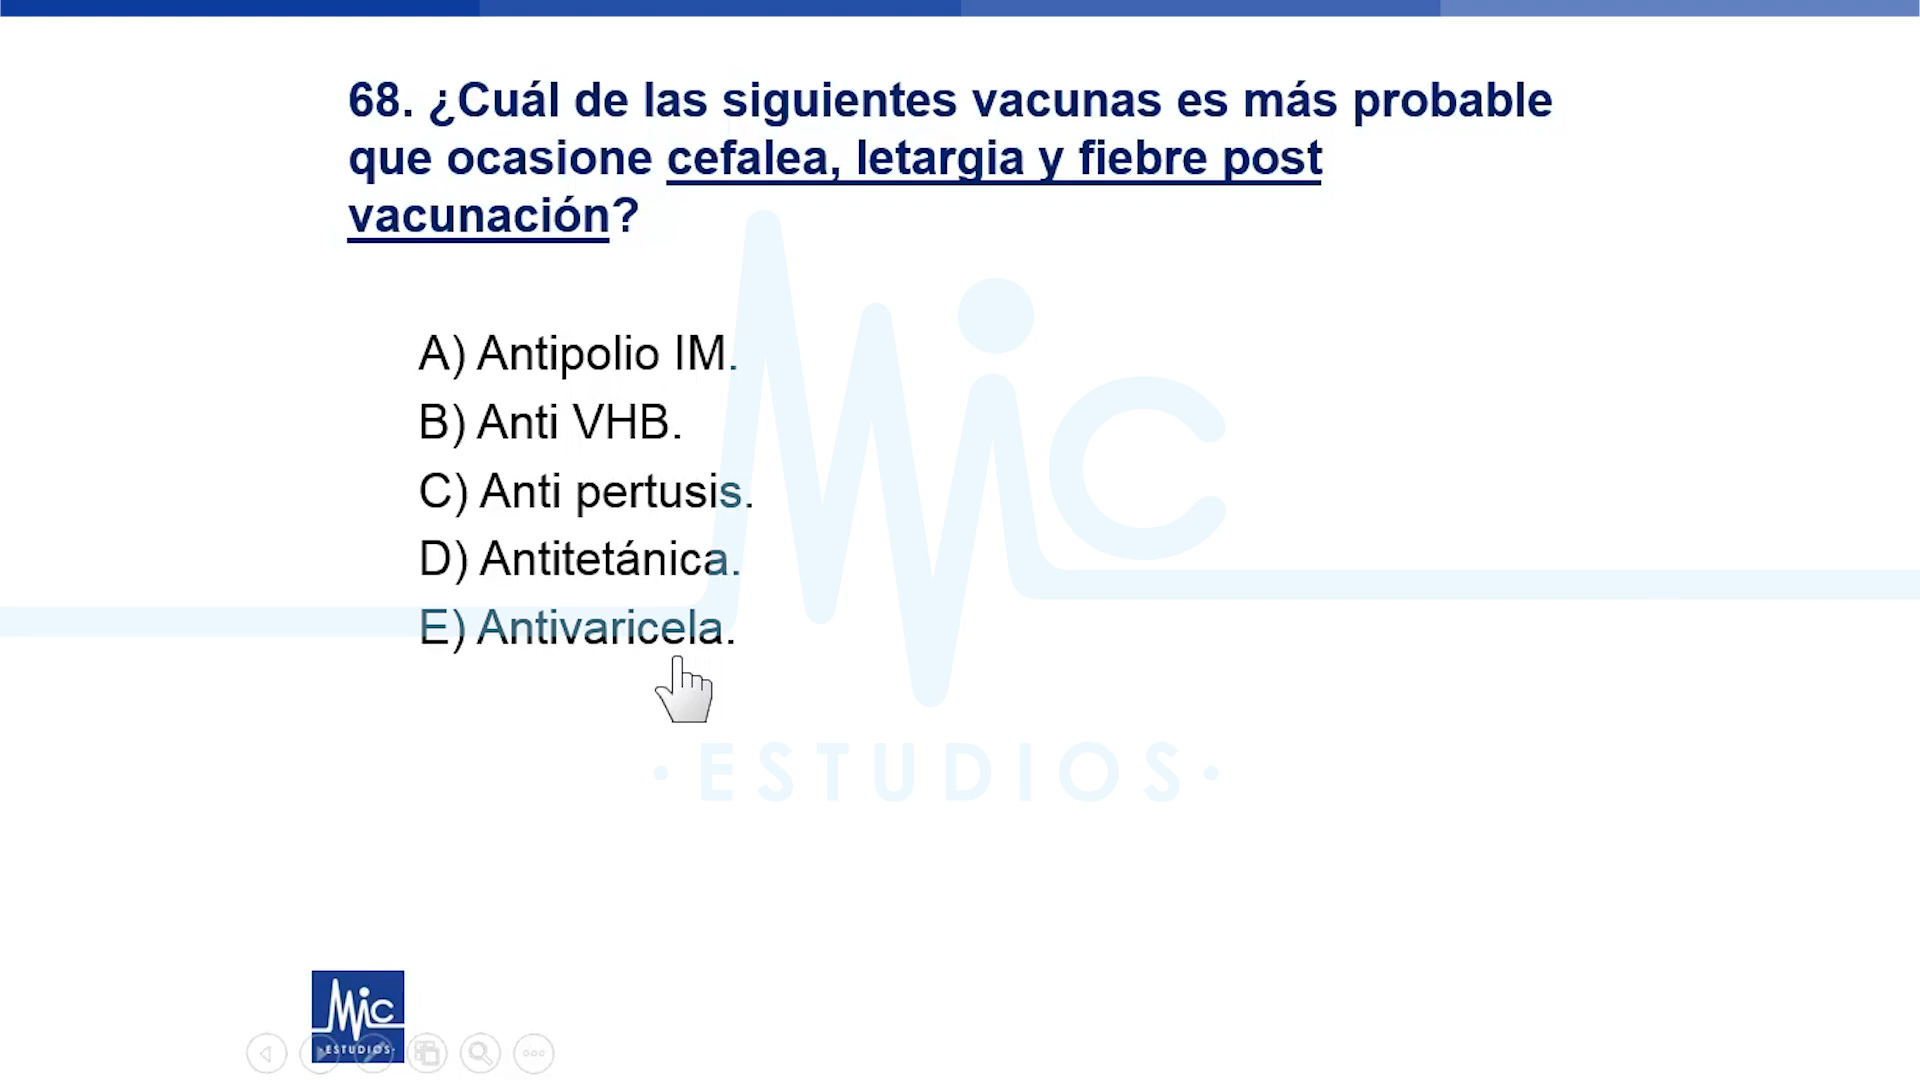 68. ¿Cuál de las siguientes vacunas es más probable
que ocasione cefalea, letargia y fiebre post
vacunación?
A) Antipolio IM.
B) Anti VHB.
C) Anti pertusis.
D) Antitetánica.
E) Antivaricela.
Mic
·ESTUDIOS·
Mic
·ESTUDIOS·